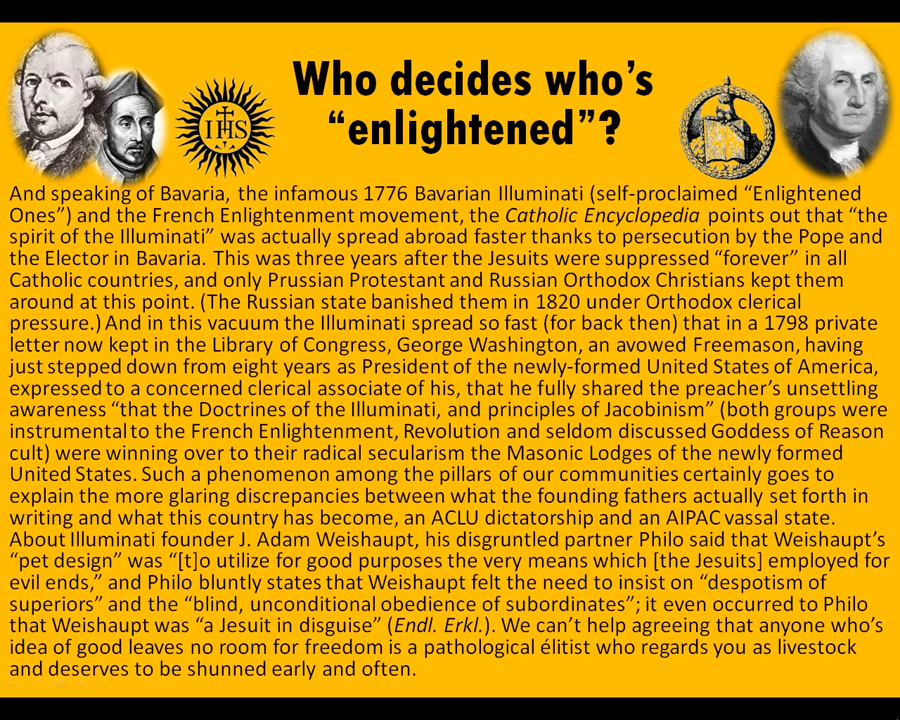 Who decides who's
"enlightened"?
IHS
And speaking of Bavaria, the infamous 1776 Bavarian Illuminati (self-proclaimed "Enlightened
Ones") and the French Enlightenment movement, the Catholic Encyclopedia points out that "the
spirit of the Illuminati" was actually spread abroad faster thanks to persecution by the Pope and
the Elector in Bavaria. This was three years after the Jesuits were suppressed "forever" in all
Catholic countries, and only Prussian Protestant and Russian Orthodox Christians kept them
around at this point. (The Russian state banished them in 1820 under Orthodox clerical
pressure.) And in this vacuum the Illuminati spread so fast (for back then) that in a 1798 private
letter now kept in the Library of Congress, George Washington, an avowed Freemason, having
just stepped down from eight years as President of the newly-formed United States of America,
expressed to a concerned clerical associate of his, that he fully shared the preacher's unsettling
awareness "that the Doctrines of the Illuminati, and principles of Jacobinism" (both groups were
instrumental to the French Enlightenment, Revolution and seldom discussed Goddess of Reason
cult) were winning over to their radical secularism the Masonic Lodges of the newly formed
United States. Such a phenomenon among the pillars of our communities certainly goes to
explain the more glaring discrepancies between what the founding fathers actually set forth in
writing and what this country has become, an ACLU dictatorship and an AIPAC vassal state.
About Illuminati founder J. Adam Weishaupt, his disgruntled partner Philo said that Weishaupt's
"pet design" was "[t]o utilize for good purposes the very means which [the Jesuits] employed for
evil ends," and Philo bluntly states that Weishaupt felt the need to insist on "despotism of
superiors" and the "blind, unconditional obedience of subordinates"; it even occurred to Philo
that Weishaupt was "a Jesuit in disguise" (Endl. Erkl.). We can't help agreeing that anyone who's
idea of good leaves no room for freedom is a pathological élitist who regards you as livestock
and deserves to be shunned early and often.